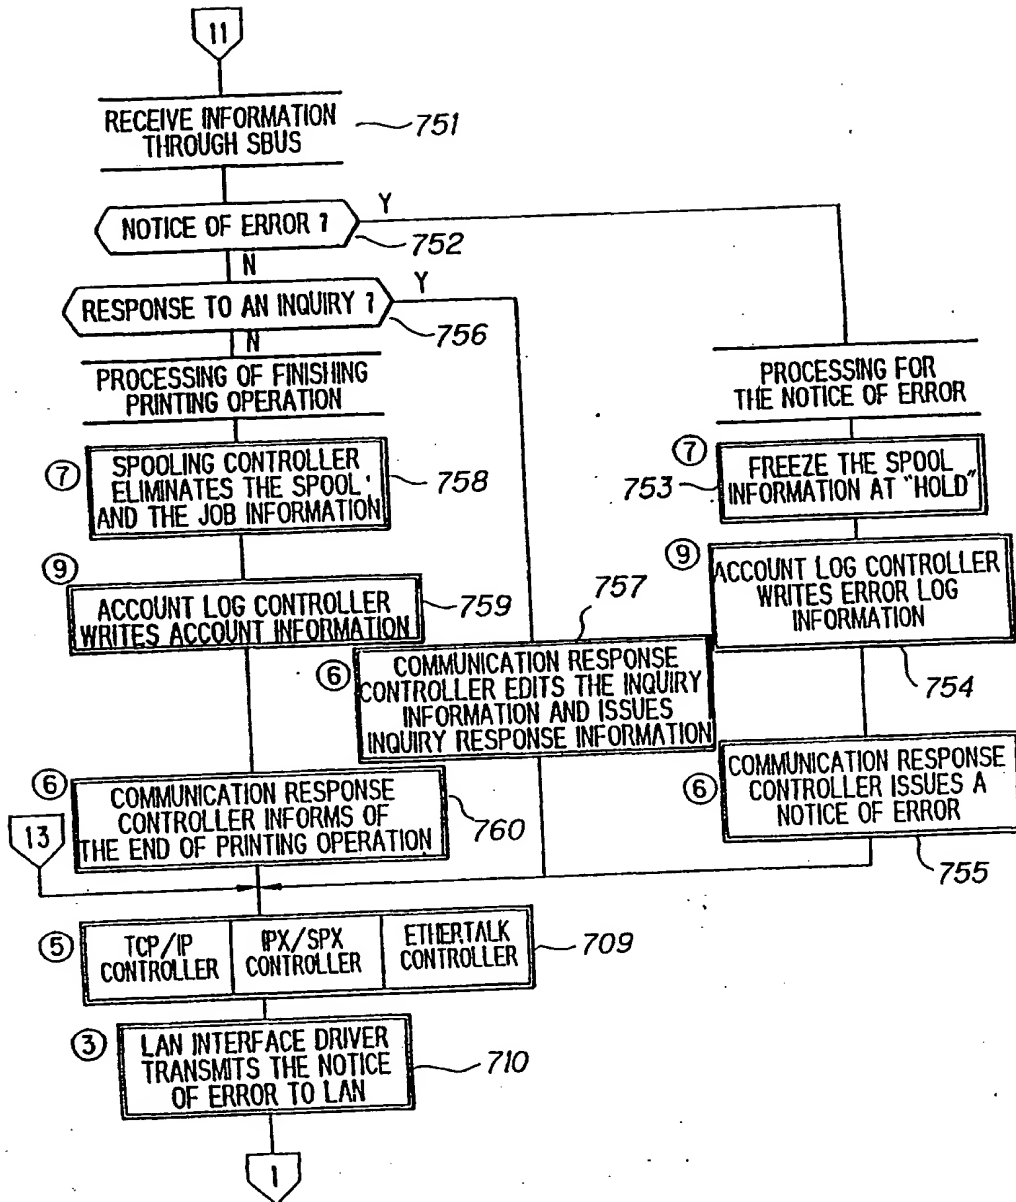 11
RECEIVE INFORMATION
THROUGH SBUS
751
NOTICE OF ERROR ?
Y
752
N
RESPONSE TO AN INQUIRY ?
Y
756
N
PROCESSING OF FINISHING
PRINTING OPERATION
PROCESSING FOR
THE NOTICE OF ERROR
⑦
SPOOLING CONTROLLER
ELIMINATES THE SPOOL
AND THE JOB INFORMATION
758
⑦
753
FREEZE THE SPOOL
INFORMATION AT "HOLD"
⑨
ACCOUNT LOG CONTROLLER
WRITES ACCOUNT INFORMATION
759
⑨
ACCOUNT LOG CONTROLLER
WRITES ERROR LOG
INFORMATION
754
757
⑥
COMMUNICATION RESPONSE
CONTROLLER EDITS THE INQUIRY
INFORMATION AND ISSUES
INQUIRY RESPONSE INFORMATION
⑥
COMMUNICATION RESPONSE
CONTROLLER ISSUES A
NOTICE OF ERROR
755
⑥
COMMUNICATION RESPONSE
CONTROLLER INFORMS OF
THE END OF PRINTING OPERATION
760
13
⑤
TCP/IP
CONTROLLER
IPX/SPX
CONTROLLER
ETHERTALK
CONTROLLER
709
③
LAN INTERFACE DRIVER
TRANSMITS THE NOTICE
OF ERROR TO LAN
710
1